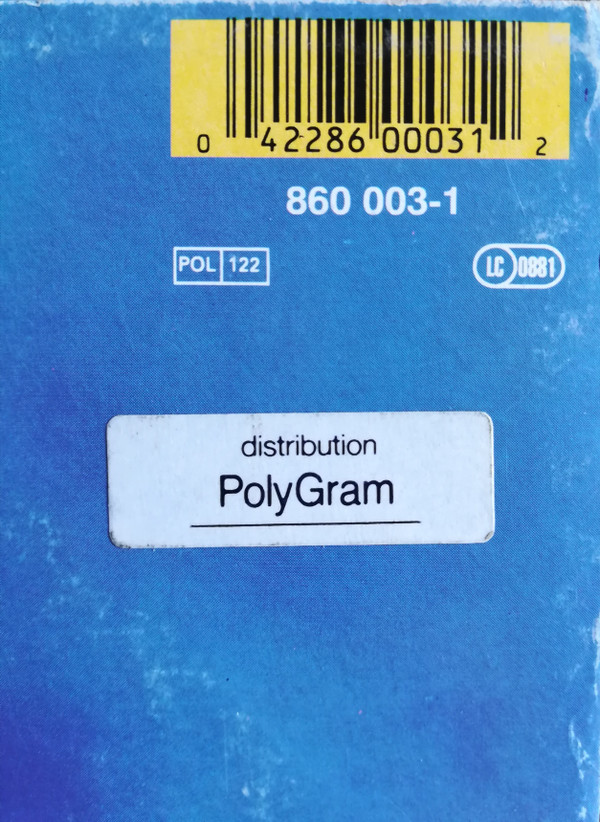 0 42286 00031 2
860 003-1
POL 122
LC 0881
distribution
PolyGram